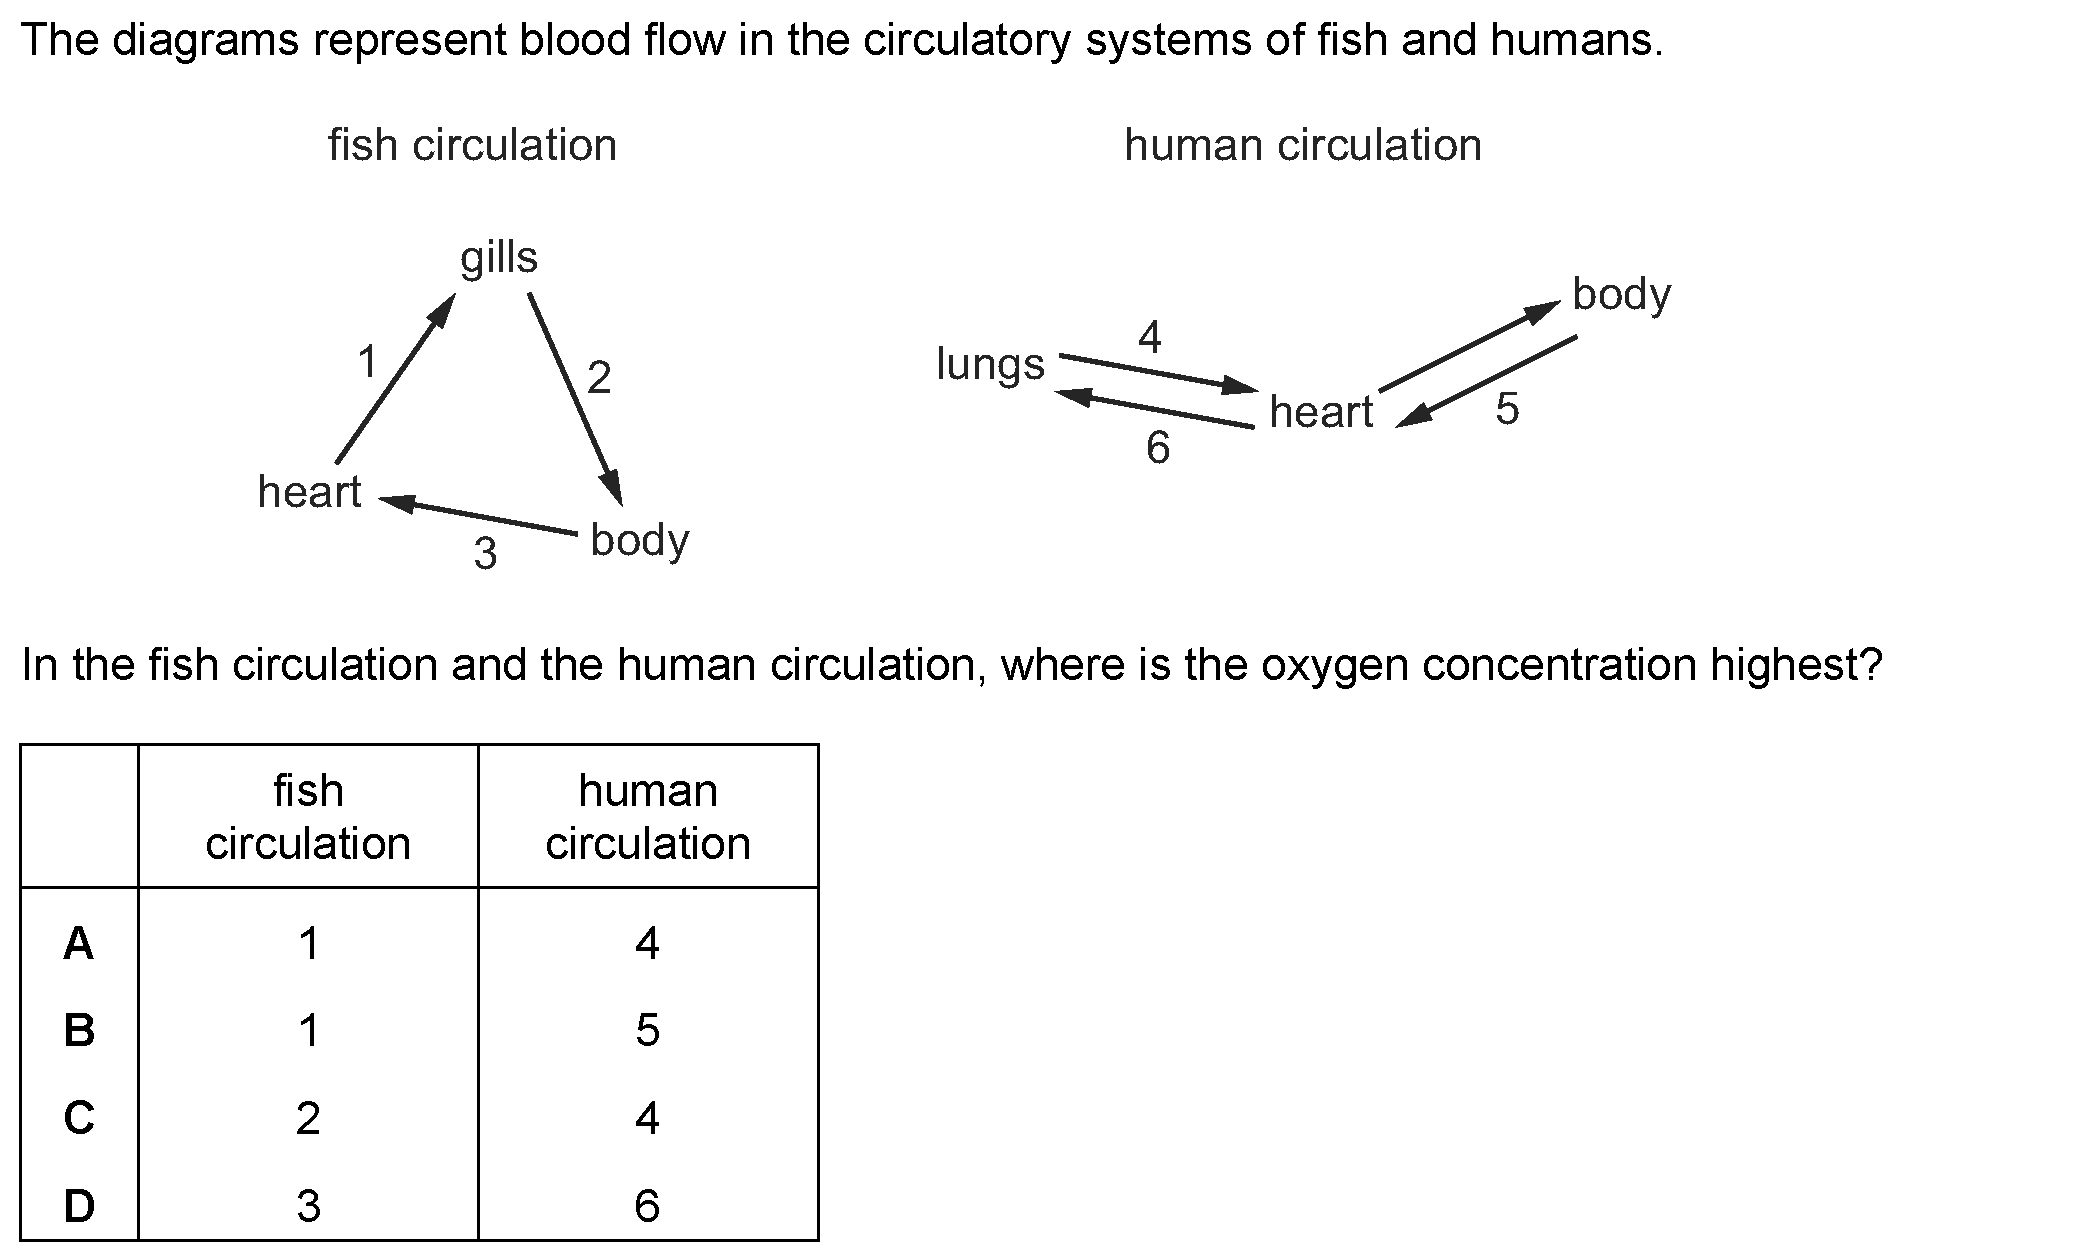 The diagrams represent blood flow in the circulatory systems of fish and humans.
fish circulation
human circulation
gills
1
2
heart
3
body
lungs
4
6
heart
body
5
In the fish circulation and the human circulation, where is the oxygen concentration highest?
fish circulation human circulation
A 1 4
B 1 5
C 2 4
D 3 6